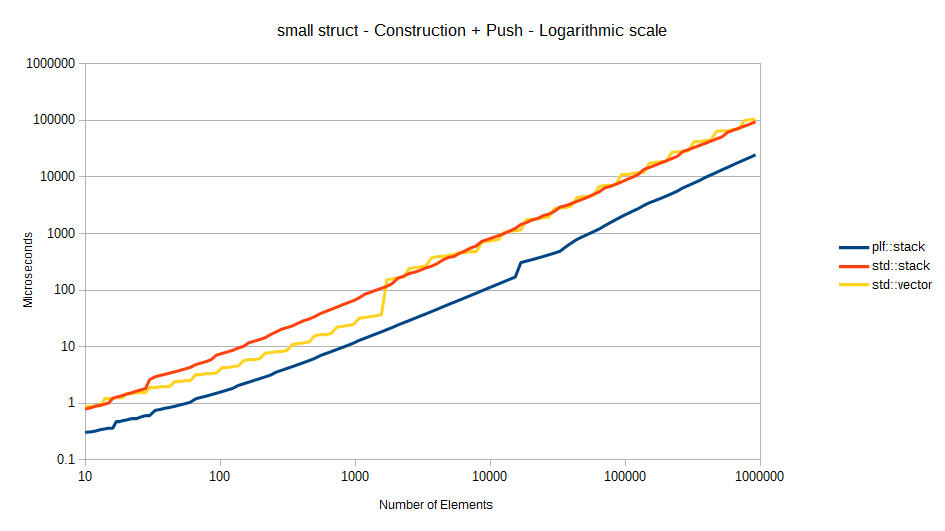 small struct - Construction + Push - Logarithmic scale
1000000
100000
10000
1000
100
10
1
0.1
Microseconds
10
100
1000
10000
100000
1000000
Number of Elements
plf::stack
std::stack
std::vector